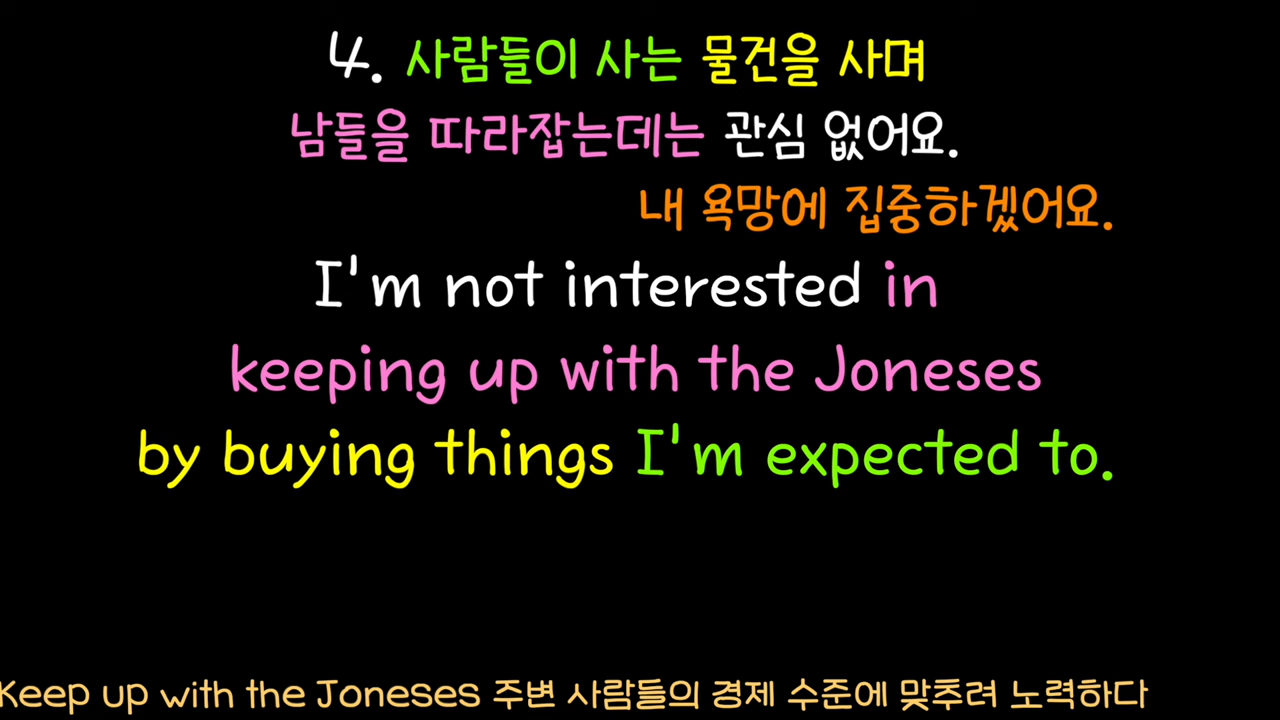 4. 사람들이 사는 물건을 사며
남들을 따라잡는데는 관심 없어요.
내 욕망에 집중하겠어요.
I'm not interested in
keeping up with the Joneses
by buying things I'm expected to.
Keep up with the Joneses 주변 사람들의 경제 수준에 맞추려 노력하다